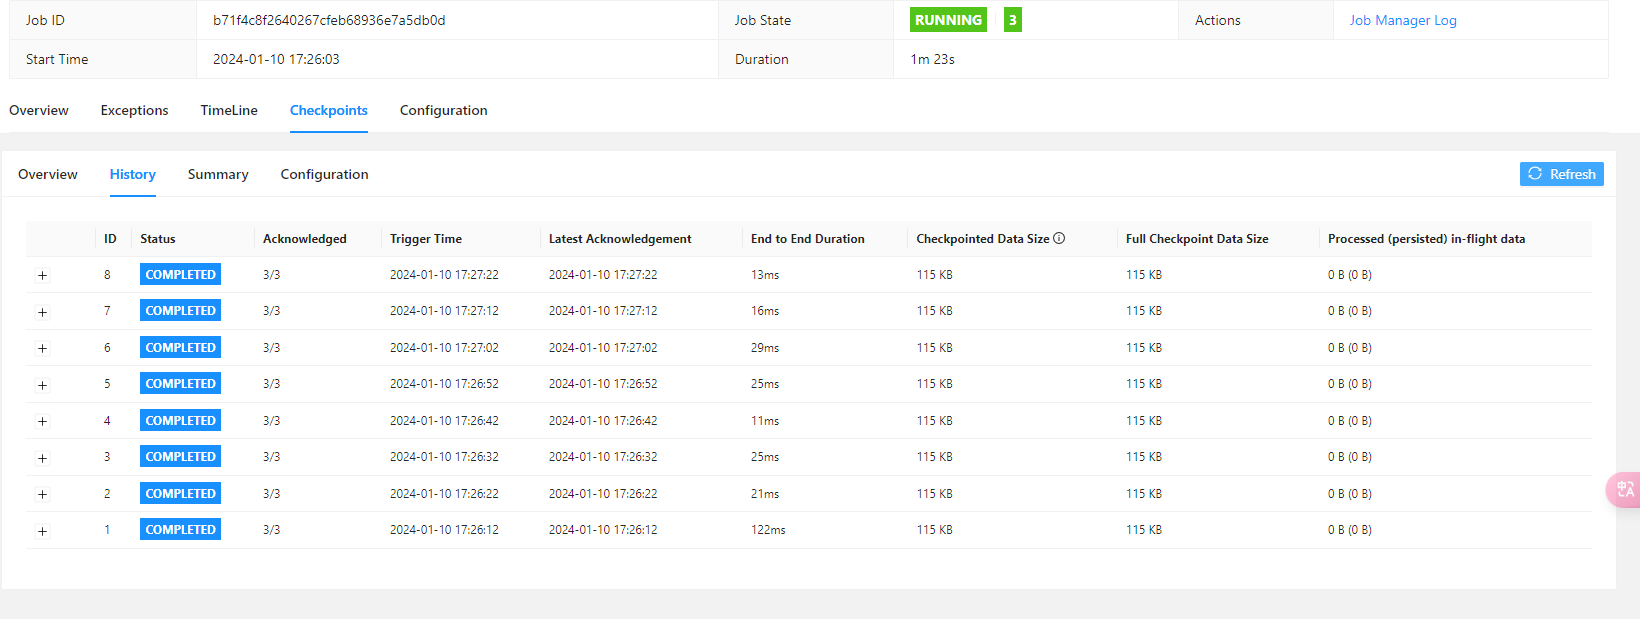 Job ID b71f4c8f2640267cfeb68936e7a5db0d Job State RUNNING 3 Actions Job Manager Log
Start Time 2024-01-10 17:26:03 Duration 1m 23s
Overview Exceptions TimeLine Checkpoints Configuration
Overview History Summary Configuration Refresh
ID Status Acknowledged Trigger Time Latest Acknowledgement End to End Duration Checkpointed Data Size Full Checkpoint Data Size Processed (persisted) in-flight data
+ 8 COMPLETED 3/3 2024-01-10 17:27:22 2024-01-10 17:27:22 13ms 115 KB 115 KB 0 B (0 B)
+ 7 COMPLETED 3/3 2024-01-10 17:27:12 2024-01-10 17:27:12 16ms 115 KB 115 KB 0 B (0 B)
+ 6 COMPLETED 3/3 2024-01-10 17:27:02 2024-01-10 17:27:02 29ms 115 KB 115 KB 0 B (0 B)
+ 5 COMPLETED 3/3 2024-01-10 17:26:52 2024-01-10 17:26:52 25ms 115 KB 115 KB 0 B (0 B)
+ 4 COMPLETED 3/3 2024-01-10 17:26:42 2024-01-10 17:26:42 11ms 115 KB 115 KB 0 B (0 B)
+ 3 COMPLETED 3/3 2024-01-10 17:26:32 2024-01-10 17:26:32 25ms 115 KB 115 KB 0 B (0 B)
+ 2 COMPLETED 3/3 2024-01-10 17:26:22 2024-01-10 17:26:22 21ms 115 KB 115 KB 0 B (0 B)
+ 1 COMPLETED 3/3 2024-01-10 17:26:12 2024-01-10 17:26:12 122ms 115 KB 115 KB 0 B (0 B)
中 A